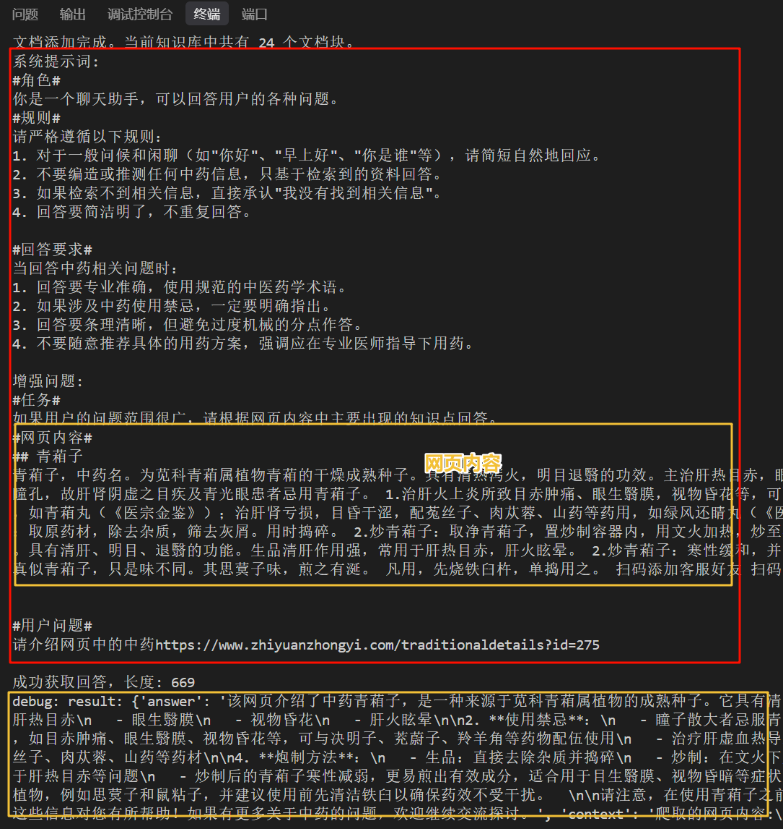 问题 输出 调试控制台 终端 端口
文档添加完成。当前知识库中共有 24 个文档块。
系统提示词:
#角色#
你是一个聊天助手，可以回答用户的各种问题。
#规则#
请严格遵循以下规则:
1. 对于一般问候和闲聊（如"你好"、"早上好"、"你是谁"等），请简短自然地回应。
2. 不要编造或推测任何中药信息，只基于检索到的资料回答。
3. 如果检索不到相关信息，直接承认"我没有找到相关信息"。
4. 回答要简洁明了，不重复回答。
#回答要求#
当回答中药相关问题时:
1. 回答要专业准确，使用规范的中医药学术语。
2. 如果涉及中药使用禁忌，一定要明确指出。
3. 回答要条理清晰，但避免过度机械的分点作答。
4. 不要随意推荐具体的用药方案，强调应在专业医师指导下用药。
增强问题:
#任务#
如果用户的问题范围很广，请根据网页内容中主要出现的知识点回答。
#网页内容#
网页内容
## 青葙子
青葙子，中药名。为苋科青葙属植物青葙的干燥成熟种子。具有清热泻火，明目退翳的功效。主治肝热目赤，眼
瞳孔，故肝肾阴虚之目疾及青光眼患者忌用青葙子。 1.治肝火上炎所致目赤肿痛、眼生翳膜，视物昏花等，可
，如青葙丸（《医宗金鉴》）；治肝肾亏损，目昏干涩，配菟丝子、肉苁蓉、山药等药用，如绿风还睛丸（《医
：取原药材，除去杂质，筛去灰屑。用时捣碎。 2.炒青葙子：取净青葙子，置炒制容器内，用文火加热，炒至
，具有清肝、明目、退翳的功能。生品清肝作用强，常用于肝热目赤，肝火眩晕。 2.炒青葙子：寒性缓和，并
真似青葙子，只是味不同。其思蓂子味，煎之有涎。 凡用，先烧铁臼杵，单捣用之。 扫码添加客服好友 扫码
#用户问题#
请介绍网页中的中药https://www.zhiyuanzhongyi.com/traditionaldetails?id=275
成功获取回答，长度: 669
debug: result: {'answer': '该网页介绍了中药青葙子，是一种来源于苋科青葙属植物的成熟种子。它具有清
肝热目赤\n - 眼生翳膜\n - 视物昏花\n - 肝火眩晕\n\n2. **使用禁忌**: \n - 瞳子散大者忌服青
，如目赤肿痛、眼生翳膜、视物昏花等，可与决明子、茺蔚子、羚羊角等药物配伍使用\n - 治疗肝虚血热导
丝子、肉苁蓉、山药等药材\n\n4. **炮制方法**: \n - 生品: 直接去除杂质并捣碎\n - 炒制: 在文火下
于肝热目赤等问题\n - 炒制后的青葙子寒性减弱，更易煎出有效成分，适合用于目生翳膜、视物昏暗等症状
植物，例如思蓂子和鼠粘子，并建议使用前先清洁铁臼以确保药效不受干扰。 \n\n请注意，在使用青葙子之前
这些信息对您有所帮助！如果有更多关于中药的问题，欢迎继续交流探讨。 ', 'context': '爬取的网页内容:\